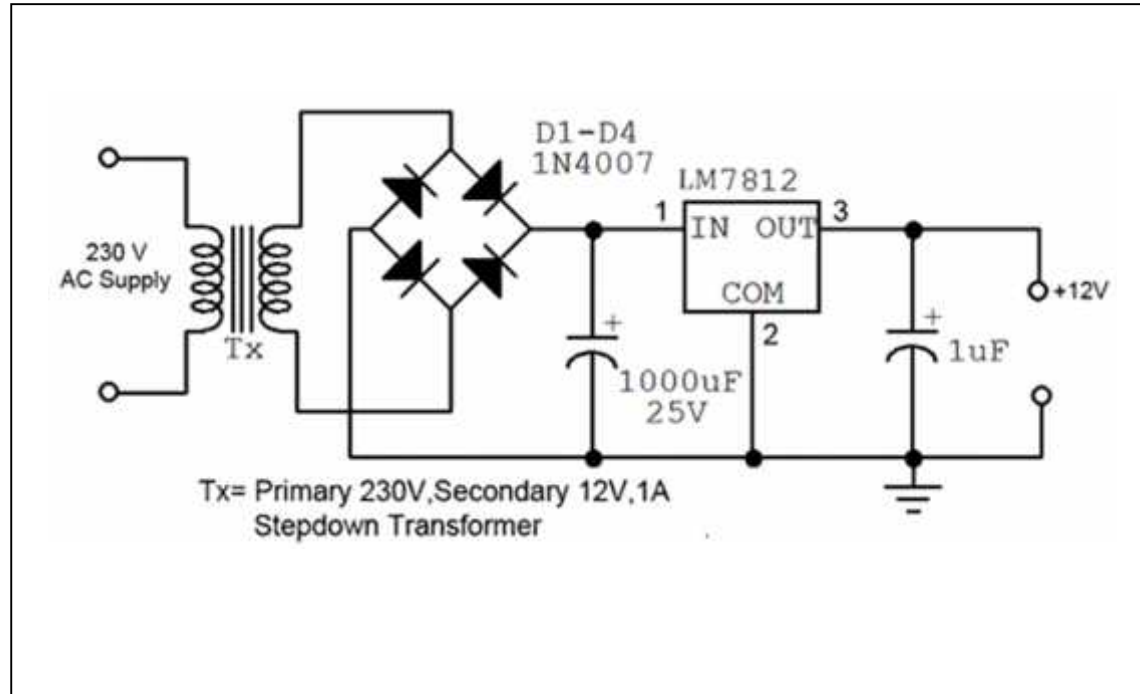 230 V
AC Supply
Tx
D1-D4
1N4007
LM7812
1
IN OUT
3
COM
2
+
1000uF
25V
+
1uF
+12V
Tx= Primary 230V,Secondary 12V,1A
Stepdown Transformer